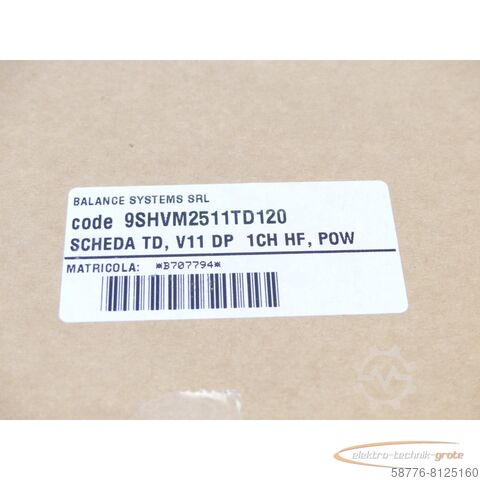 BALANCE SYSTEMS SRL
code 9SHVM2511TD120
SCHEDA TD, V11 DP 1CH HF, POW
MATRICOLA: *B707794*
elektro-technik-grote
58776-8125160